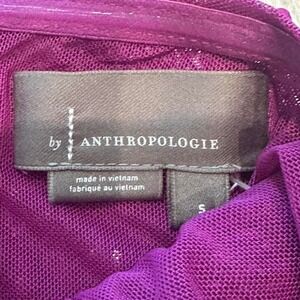 by ANTHROPOLOGIE
made in vietnam
fabriqué au vietnam
S